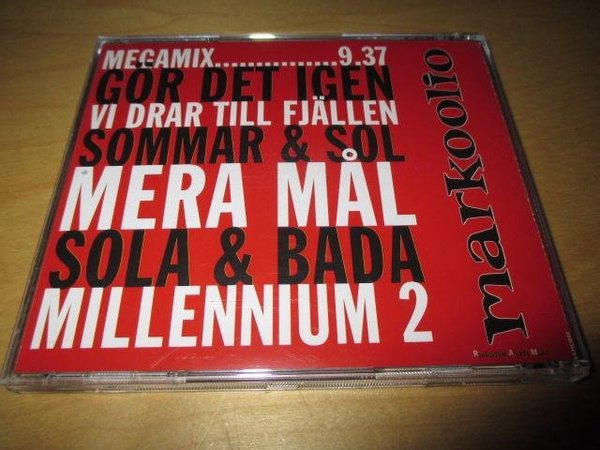 MEGAMIX................9.37
GÖR DET IGEN
VI DRAR TILL FJÄLLEN
SOMMAR & SOL
MERA MÅL
SOLA & BADA
MILLENNIUM 2
markoolio